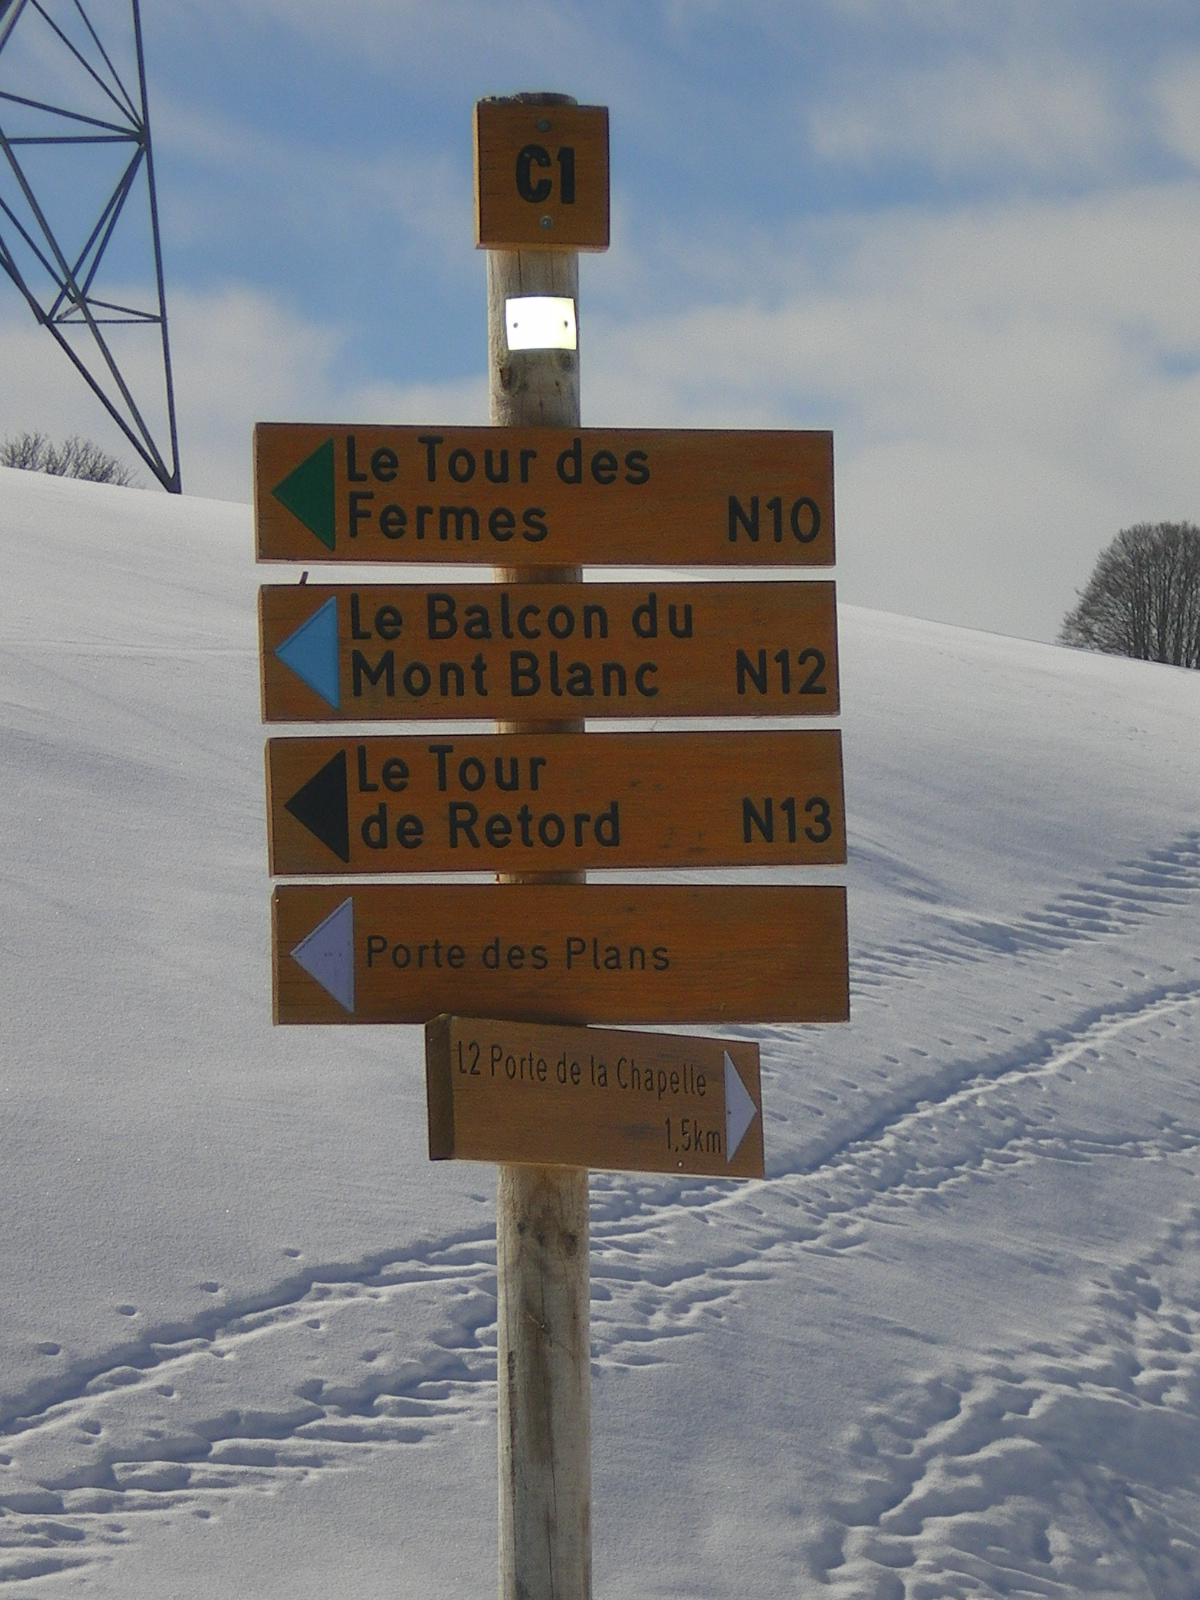 C1
Le Tour des
Fermes N10
Le Balcon du
Mont Blanc N12
Le Tour
de Retord N13
Porte des Plans
L2 Porte de la Chapelle
1,5km